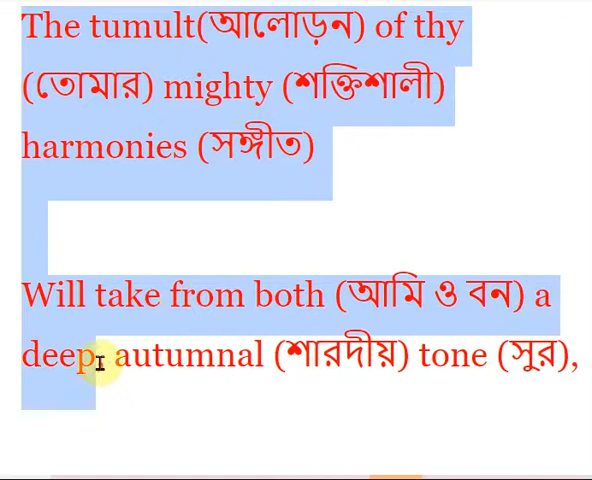 The tumult(আলোড়ন) of thy
(তোমার) mighty (শক্তিশালী)
harmonies (সঙ্গীত)
Will take from both (আমি ও বন) a
deep, autumnal (শারদীয়) tone (সুর),